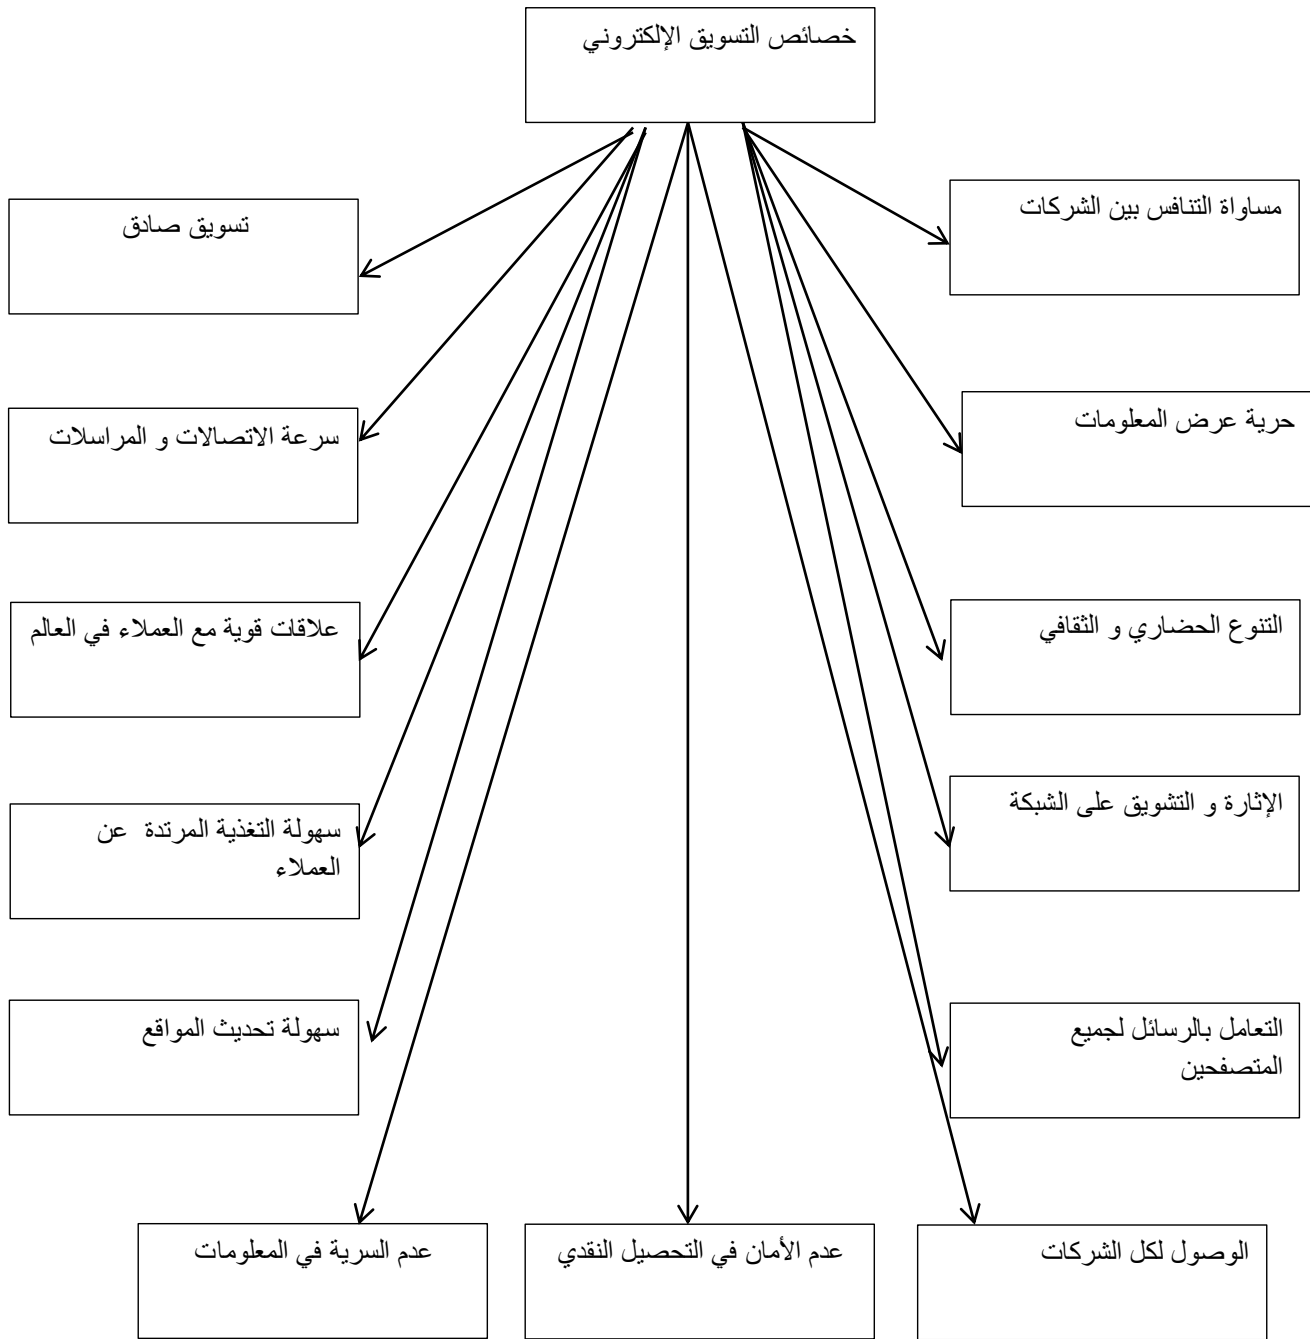 خصائص التسويق الإلكتروني
مساواة التنافس بين الشركات
تسويق صادق
حرية عرض المعلومات
سرعة الاتصالات و المراسلات
التنوع الحضاري و الثقافي
علاقات قوية مع العملاء في العالم
الإثارة و التشويق على الشبكة
سهولة التغذية المرتدة عن
العملاء
التعامل بالرسائل لجميع
المتصفحين
سهولة تحديث المواقع
الوصول لكل الشركات
عدم الأمان في التحصيل النقدي
عدم السرية في المعلومات